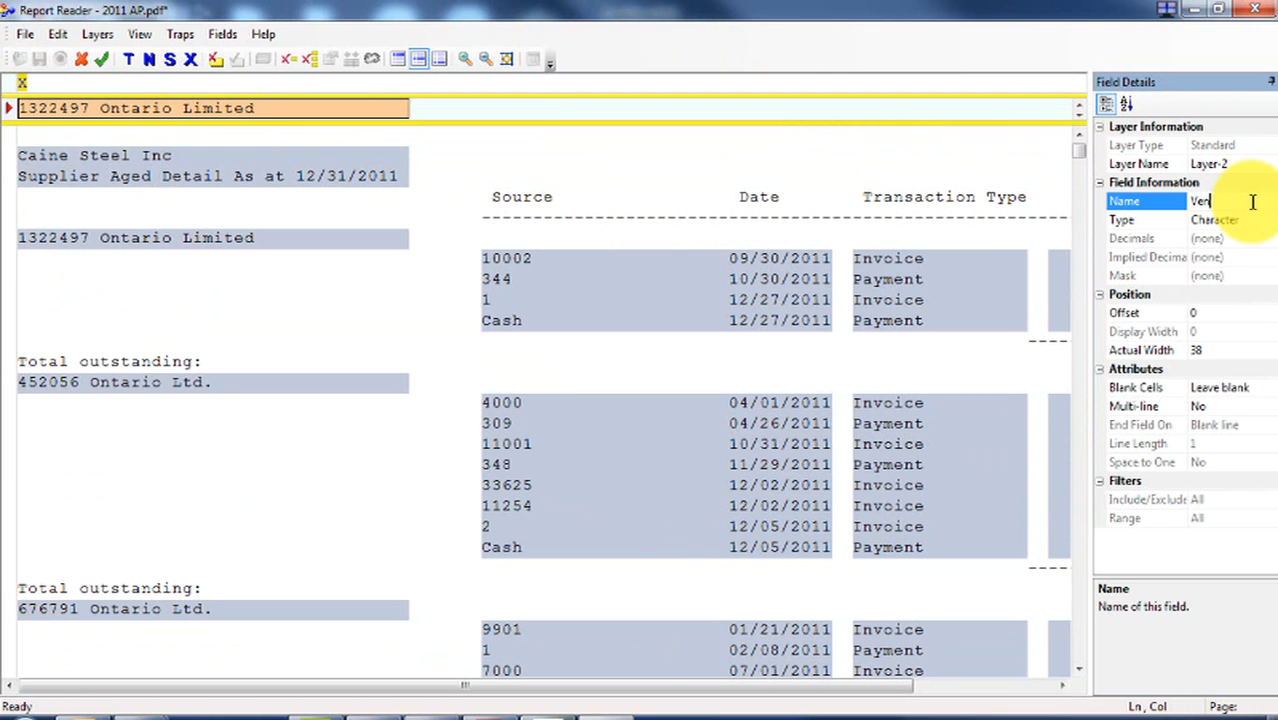 Report Reader - 2011 AP.pdf*
File Edit Layers View Traps Fields Help
T N S X
X
1322497 Ontario Limited
Caine Steel Inc
Supplier Aged Detail As at 12/31/2011
Source Date Transaction Type
1322497 Ontario Limited
10002 09/30/2011 Invoice
344 10/30/2011 Payment
1 12/27/2011 Invoice
Cash 12/27/2011 Payment
Total outstanding:
452056 Ontario Ltd.
4000 04/01/2011 Invoice
309 04/26/2011 Payment
11001 10/31/2011 Invoice
348 11/29/2011 Payment
33625 12/02/2011 Invoice
11254 12/02/2011 Invoice
2 12/05/2011 Invoice
Cash 12/05/2011 Payment
Total outstanding:
676791 Ontario Ltd.
9901 01/21/2011 Invoice
1 02/08/2011 Payment
7000 07/01/2011 Invoice
Field Details
Layer Information
Layer Type Standard
Layer Name Layer-2
Field Information
Name Ven
Type Character
Decimals (none)
Implied Decima (none)
Mask (none)
Position
Offset 0
Display Width 0
Actual Width 38
Attributes
Blank Cells Leave blank
Multi-line No
End Field On Blank line
Line Length 1
Space to One No
Filters
Include/Exclude All
Range All
Name
Name of this field.
Ready Ln, Col Page: